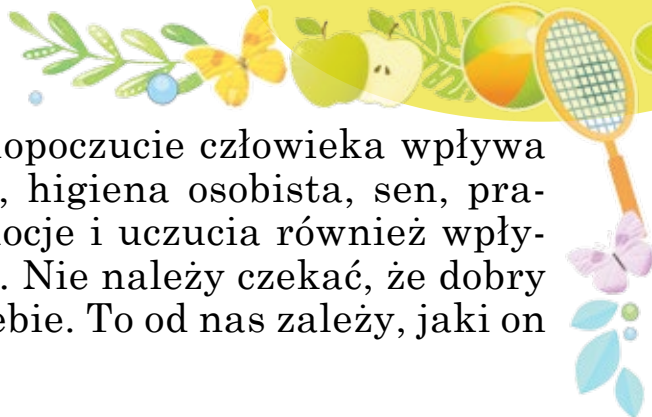 opoczucie człowieka wpływa
, higiena osobista, sen, pra-
ocje i uczucia również wpły-
. Nie należy czekać, że dobry
ebie. To od nas zależy, jaki on